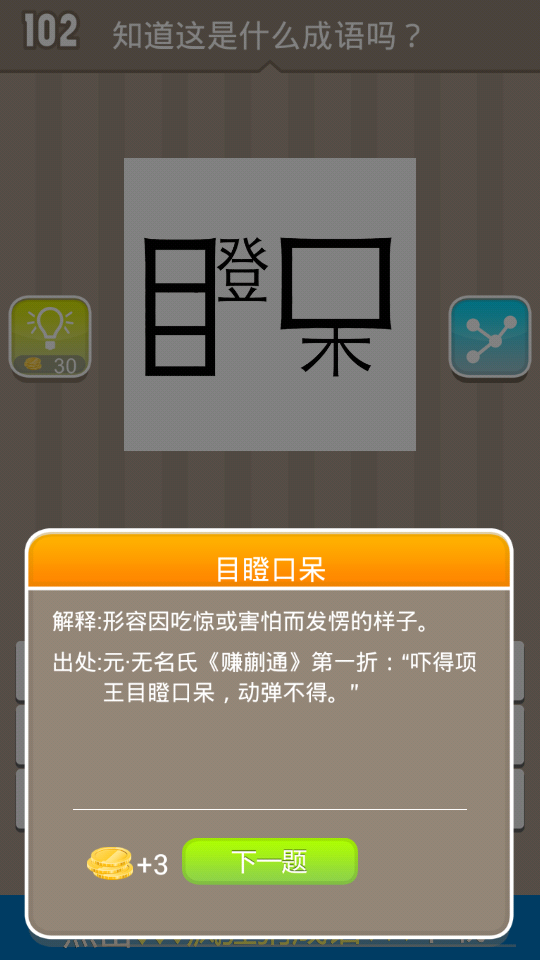 102 知道这是什么成语吗？
瞪呆
30
目瞪口呆
解释:形容因吃惊或害怕而发愣的样子。
出处:元·无名氏《赚蒯通》第一折：“吓得项
王目瞪口呆，动弹不得。”
+3 下一题